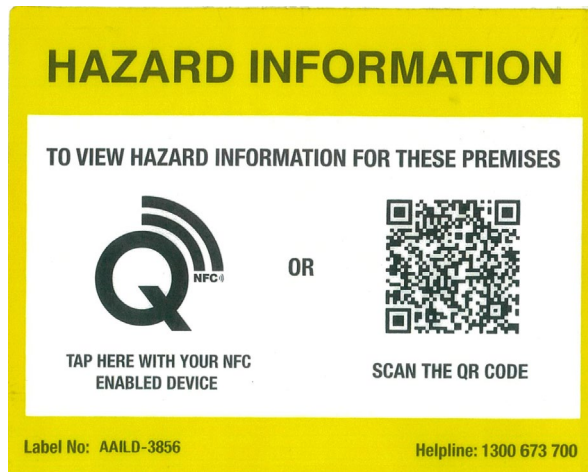 HAZARD INFORMATION
TO VIEW HAZARD INFORMATION FOR THESE PREMISES
NFC
OR
TAP HERE WITH YOUR NFC
ENABLED DEVICE
SCAN THE QR CODE
Label No: AAILD-3856
Helpline: 1300 673 700